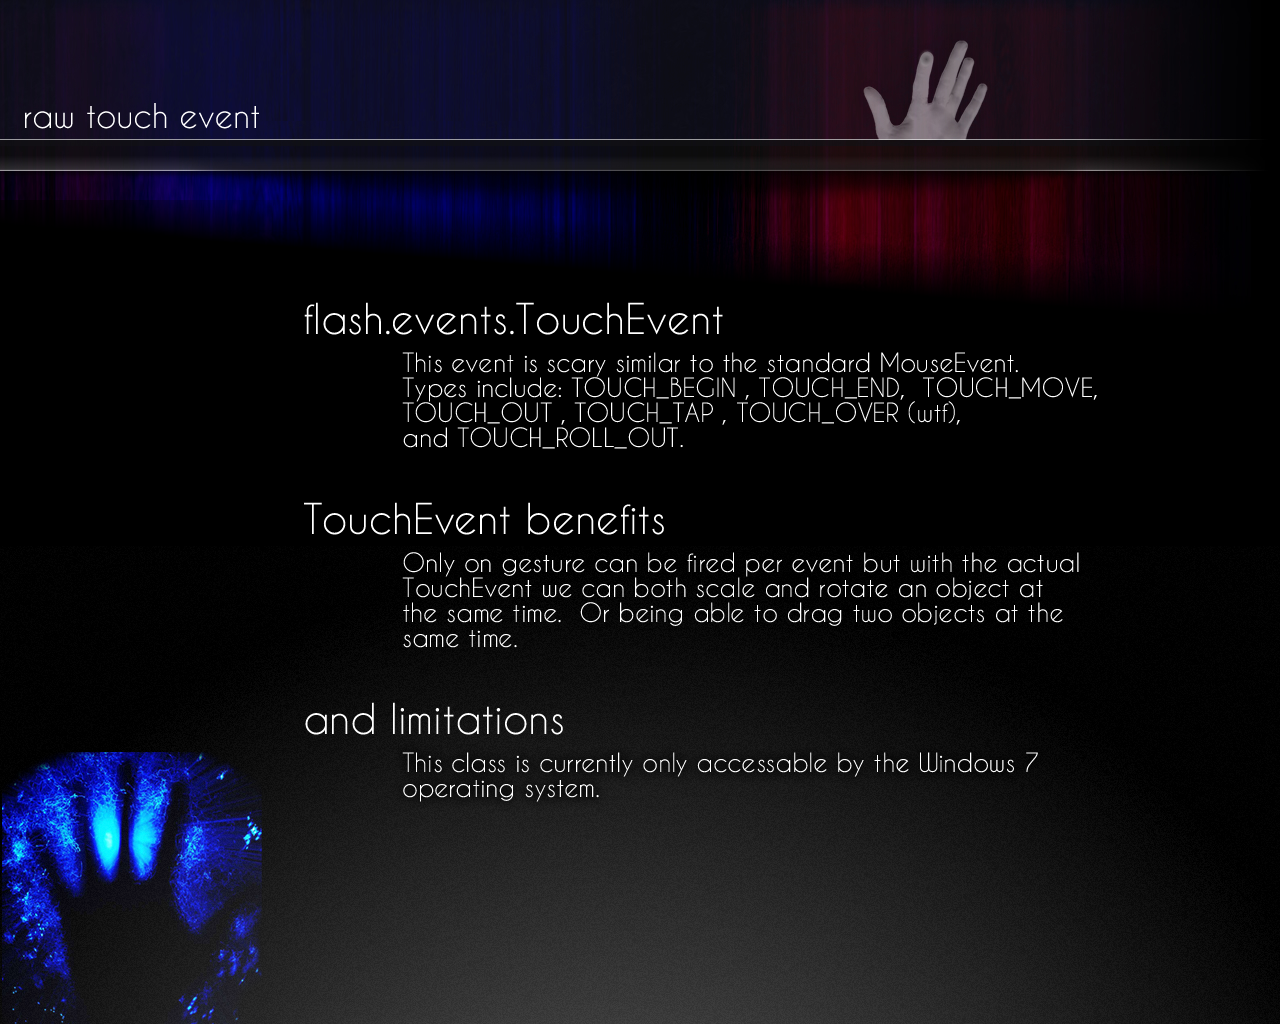 raw touch event
flash.events.TouchEvent
This event is scary similar to the standard MouseEvent.
Types include: TOUCH_BEGIN , TOUCH_END,  TOUCH_MOVE,
TOUCH_OUT , TOUCH_TAP , TOUCH_OVER (wtf),
and TOUCH_ROLL_OUT.
TouchEvent benefits
Only on gesture can be fired per event but with the actual
TouchEvent we can both scale and rotate an object at
the same time.  Or being able to drag two objects at the
same time.
and limitations
This class is currently only accessable by the Windows 7
operating system.